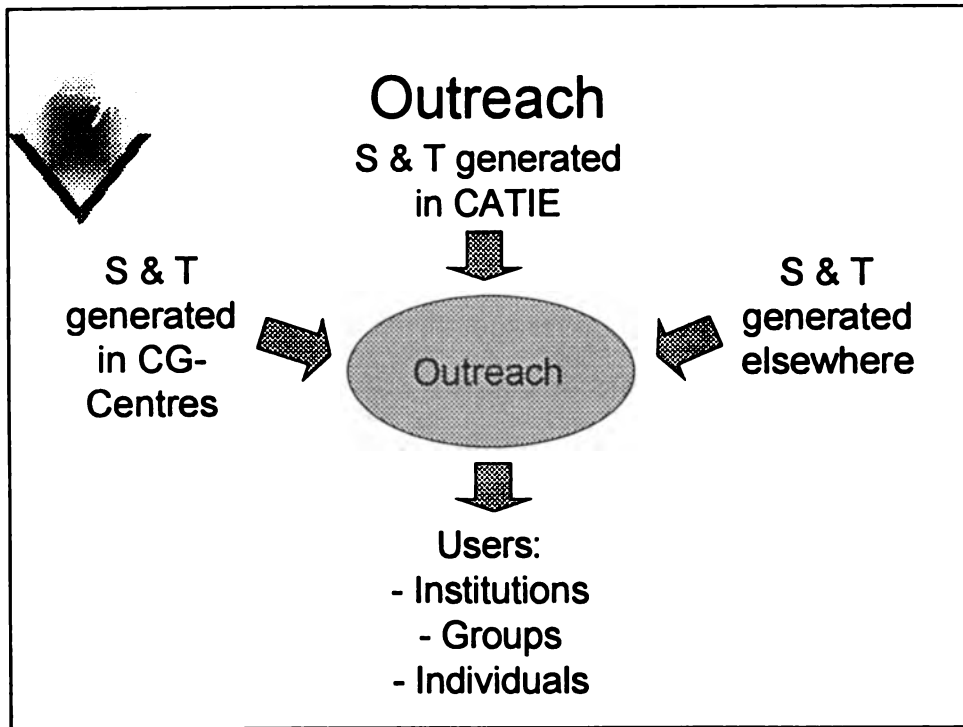 Outreach
S & T generated
in CATIE
S & T
generated
in CG-
Centres
Outreach
S & T
generated
elsewhere
Users:
- Institutions
- Groups
- Individuals